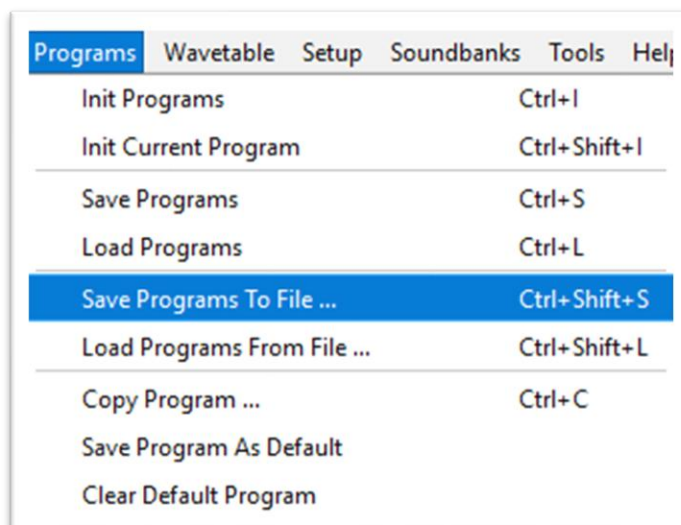 Programs Wavetable Setup Soundbanks Tools Help
Init Programs Ctrl+I
Init Current Program Ctrl+Shift+I
Save Programs Ctrl+S
Load Programs Ctrl+L
Save Programs To File ... Ctrl+Shift+S
Load Programs From File ... Ctrl+Shift+L
Copy Program ... Ctrl+C
Save Program As Default
Clear Default Program